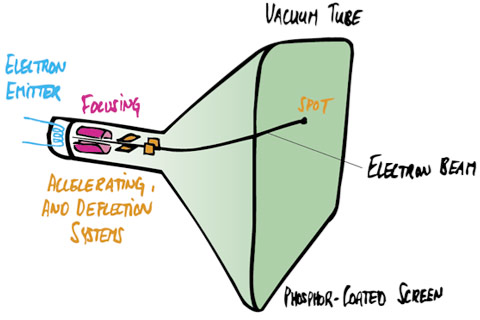 VACUUM TUBE
ELECTRON
EMITTER
FOCUSING
SPOT
ELECTRON BEAM
ACCELERATING,
AND DEFLECTION
SYSTEMS
PHOSPHOR-COATED SCREEN